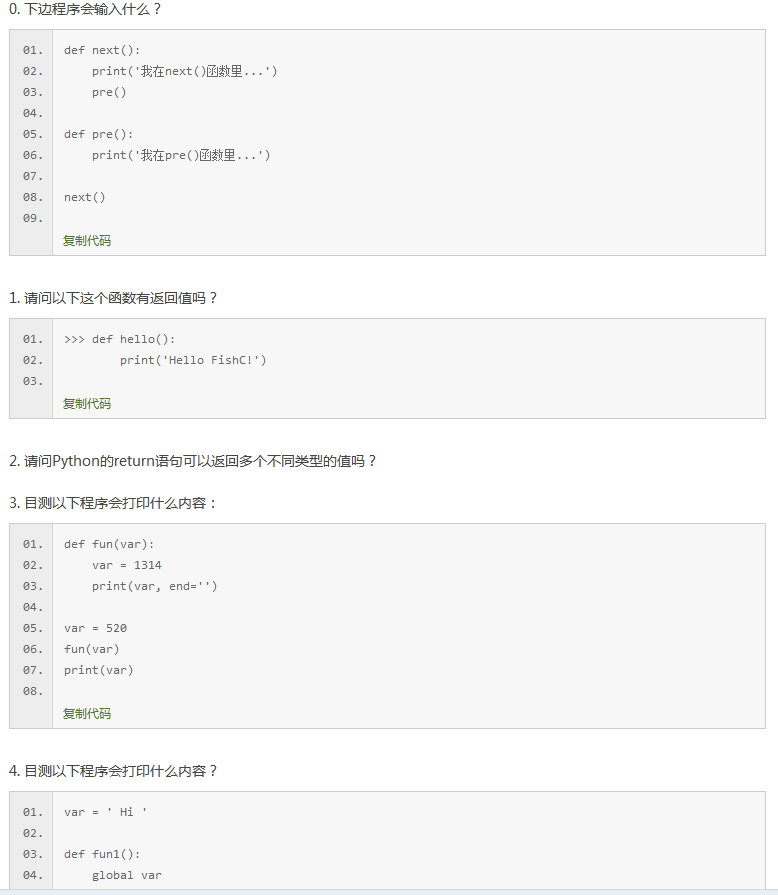 0. 下边程序会输入什么？
01. def next():
02.     print('我在next()函数里...')
03.     pre()
04.
05. def pre():
06.     print('我在pre()函数里...')
07.
08. next()
09.
复制代码
1. 请问以下这个函数有返回值吗？
01. >>> def hello():
02.         print('Hello FishC!')
03.
复制代码
2. 请问Python的return语句可以返回多个不同类型的值吗？
3. 目测以下程序会打印什么内容：
01. def fun(var):
02.     var = 1314
03.     print(var, end='')
04.
05. var = 520
06. fun(var)
07. print(var)
08.
复制代码
4. 目测以下程序会打印什么内容？
01. var = ' Hi '
02.
03. def fun1():
04.     global var